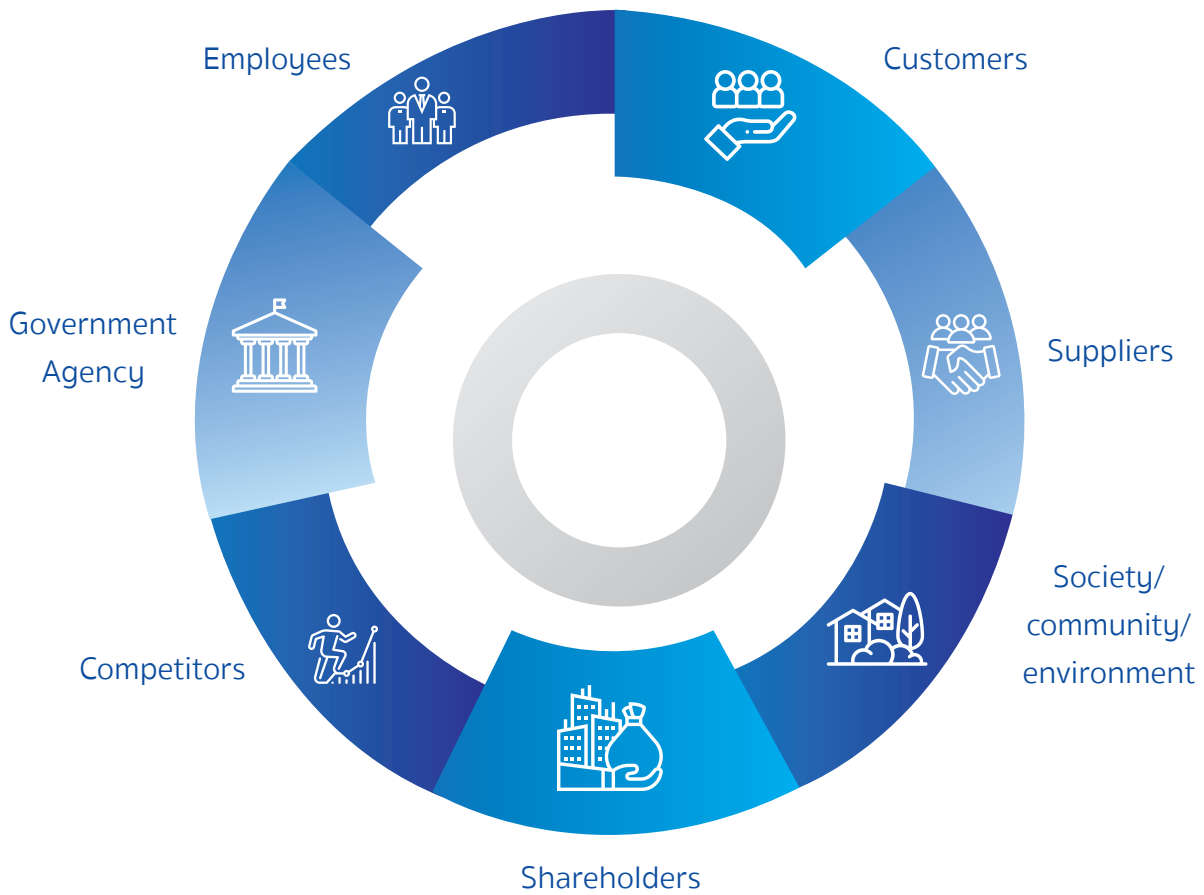 Employees
Customers
Government
Agency
Suppliers
Society/
community/
environment
Competitors
Shareholders